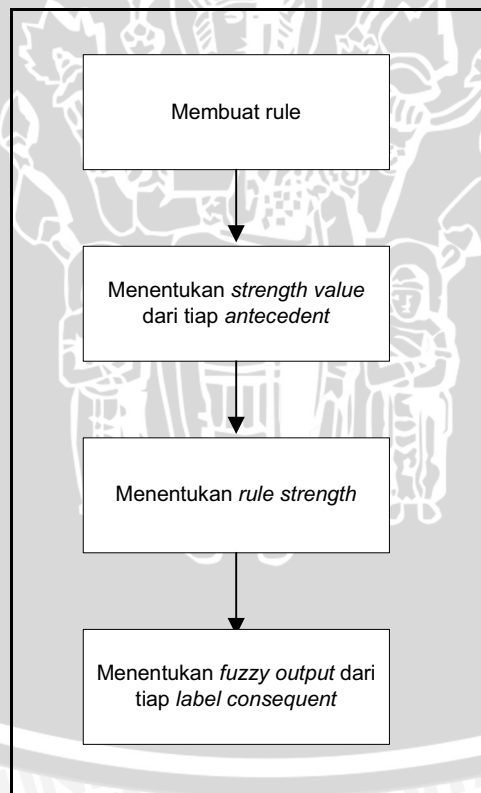 Membuat rule
Menentukan strength value
dari tiap antecedent
Menentukan rule strength
Menentukan fuzzy output dari
tiap label consequent